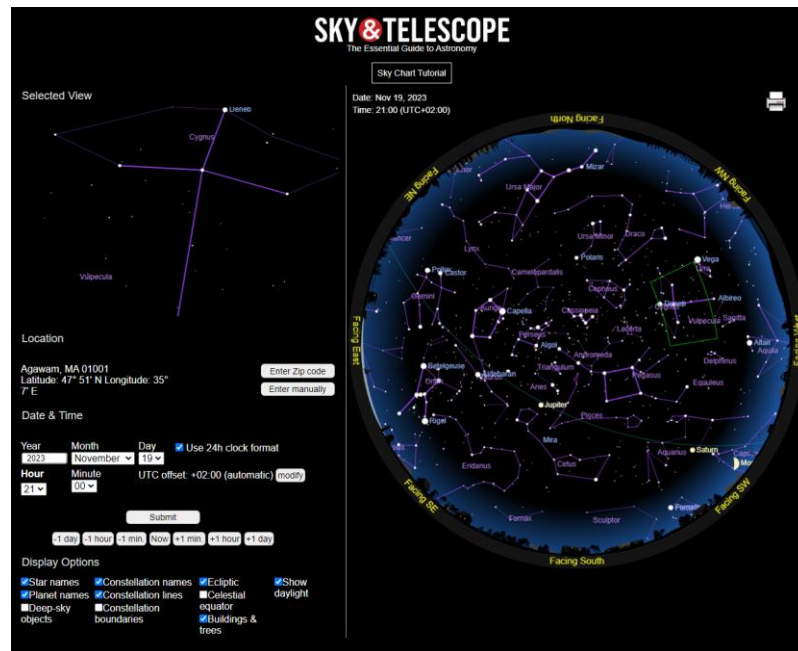 SKY&TELESCOPE
The Essential Guide to Astronomy
Sky Chart Tutorial
Selected View
Deneb
Cygnus
Vulpecula
Location
Agawam, MA 01001
Latitude: 47° 51' N Longitude: 35°
7' E
Enter Zip code
Enter manually
Date & Time
Year Month Day
2023 November 19
Use 24h clock format
Hour Minute
21 00
UTC offset: +02:00 (automatic) modify
Submit
-1 day -1 hour -1 min. Now +1 min. +1 hour +1 day
Display Options
Star names Constellation names Ecliptic Show daylight
Planet names Constellation lines Celestial equator
Deep-sky objects Constellation boundaries Buildings & trees
Date: Nov 19, 2023
Time: 21:00 (UTC+02:00)
Facing North
Facing NE
Facing NW
Mizar
Ursa Major
Ursa Minor
Draco
Lynx
Polaris
Vega
Lyra
Castor
Camelopardalis
Cepheus
Gemini
Deneb
Albireo
Capella
Cassiopeia
Vulpecula
Sagitta
Lacerta
Perseus
Algol
Altair
Aquila
Facing East
Andromeda
Delphinus
Betelgeuse
Aldebaran
Triangulum
Pegasus
Equuleus
Orion
Aries
Jupiter
Rigel
Pisces
Mira
Aquarius
Saturn
Eridanus
Cetus
Facing SE
Facing SW
Fornax
Sculptor
Facing South